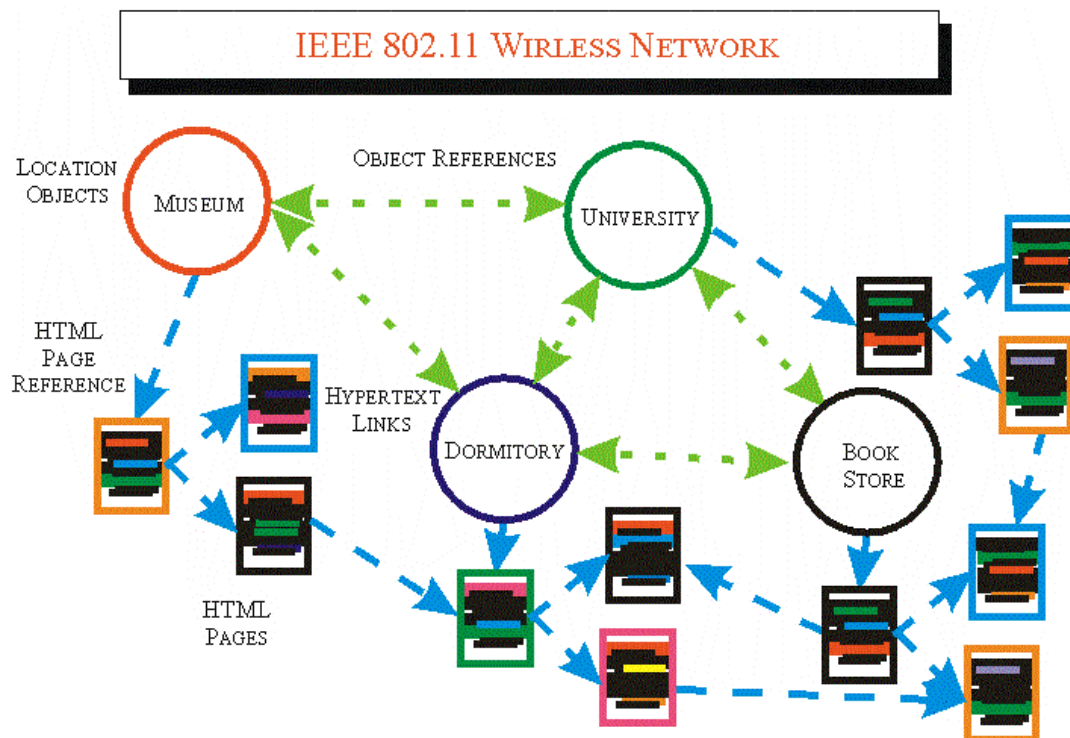 IEEE 802.11 WIRLESS NETWORK
LOCATION
OBJECTS
MUSEUM
OBJECT REFERENCES
UNIVERSITY
HTML
PAGE
REFERENCE
HYPERTEXT
LINKS
DORMITORY
BOOK
STORE
HTML
PAGES